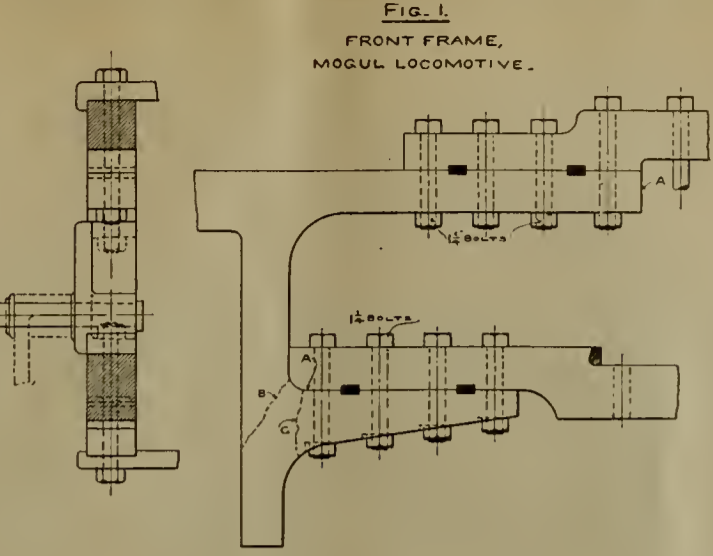 FIG. 1.
FRONT FRAME,
MOGUL LOCOMOTIVE.
A
1¼" BOLTS
1¼ BOLTS
A
B
C